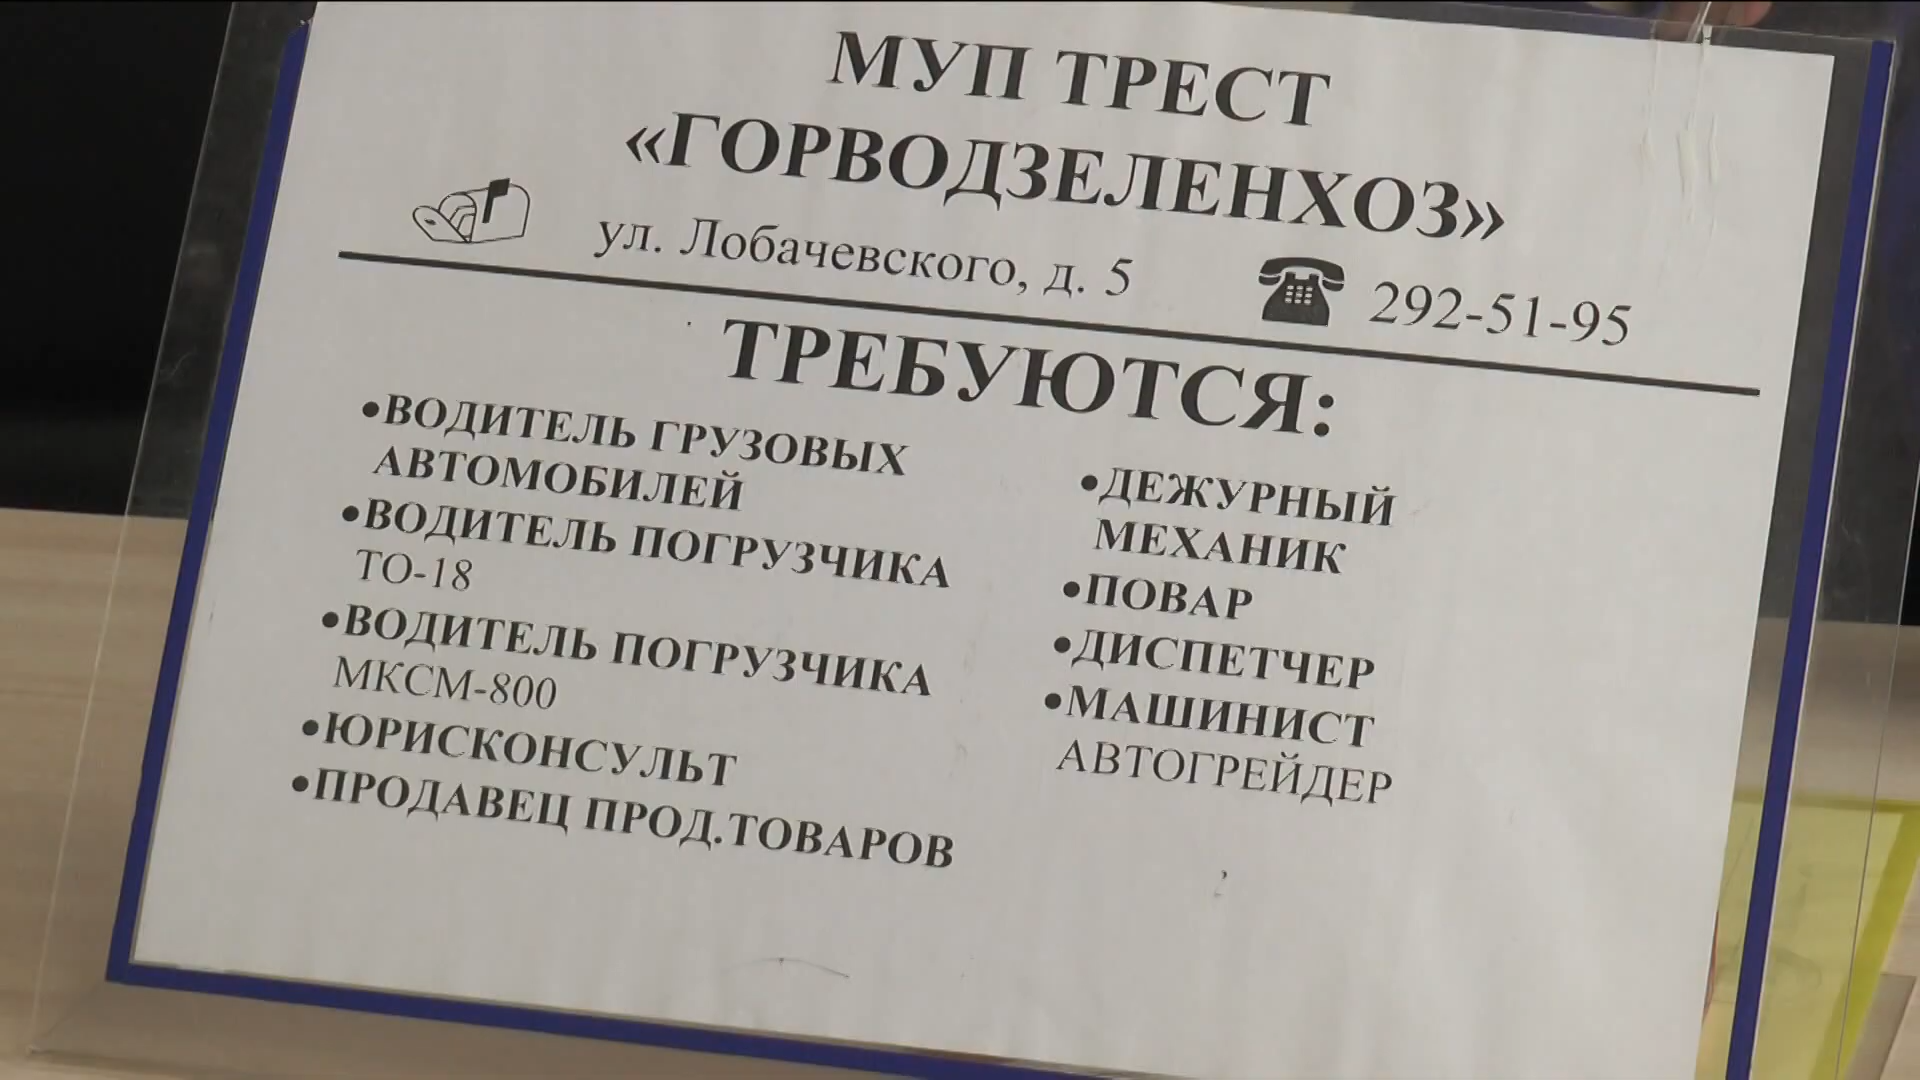 МУП ТРЕСТ
«ГОРВОДЗЕЛЕНХОЗ»
ул. Лобачевского, д. 5
292-51-95
ТРЕБУЮТСЯ:
•ВОДИТЕЛЬ ГРУЗОВЫХ
АВТОМОБИЛЕЙ
•ВОДИТЕЛЬ ПОГРУЗЧИКА
ТО-18
•ВОДИТЕЛЬ ПОГРУЗЧИКА
МКСМ-800
•ЮРИСКОНСУЛЬТ
•ПРОДАВЕЦ ПРОД.ТОВАРОВ
•ДЕЖУРНЫЙ
МЕХАНИК
•ПОВАР
•ДИСПЕТЧЕР
•МАШИНИСТ
АВТОГРЕЙДЕР